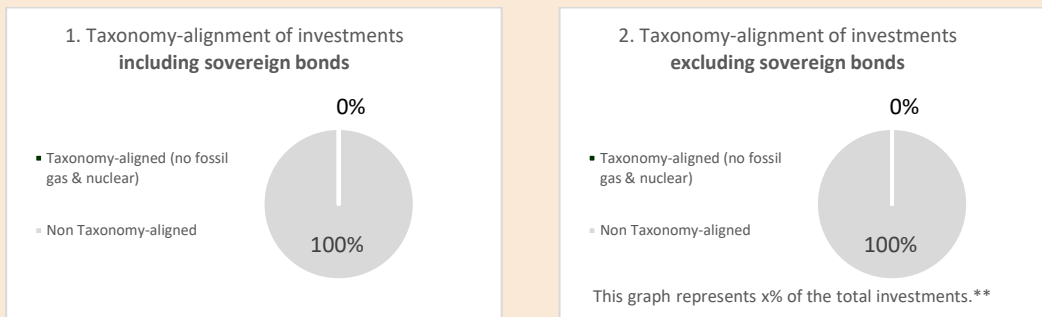 1. Taxonomy-alignment of investments
including sovereign bonds
0%
Taxonomy-aligned (no fossil
gas & nuclear)
Non Taxonomy-aligned
100%
2. Taxonomy-alignment of investments
excluding sovereign bonds
0%
Taxonomy-aligned (no fossil
gas & nuclear)
Non Taxonomy-aligned
100%
This graph represents x% of the total investments.**